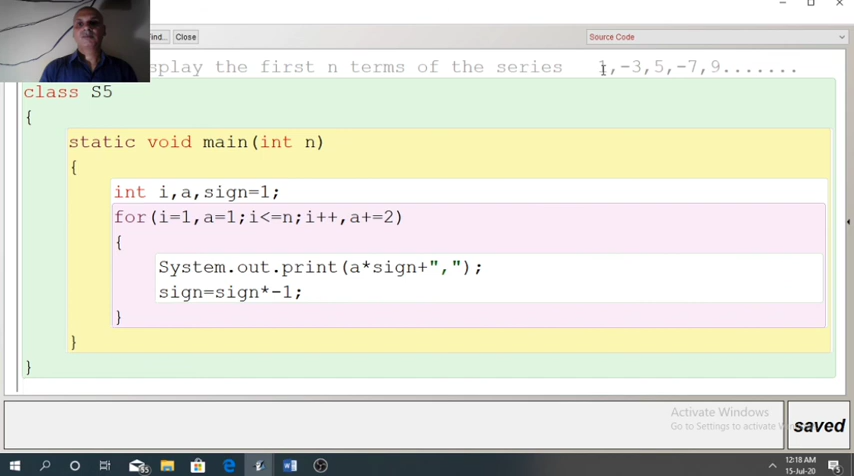 ind... Close Source Code
splay the first n terms of the series 1,-3,5,-7,9.......
class S5
{
static void main(int n)
{
int i,a,sign=1;
for(i=1,a=1;i<=n;i++,a+=2)
{
System.out.print(a*sign+",");
sign=sign*-1;
}
}
}
Activate Windows
Go to Settings to activate
saved
55
12:18 AM
15-Jul-20
5